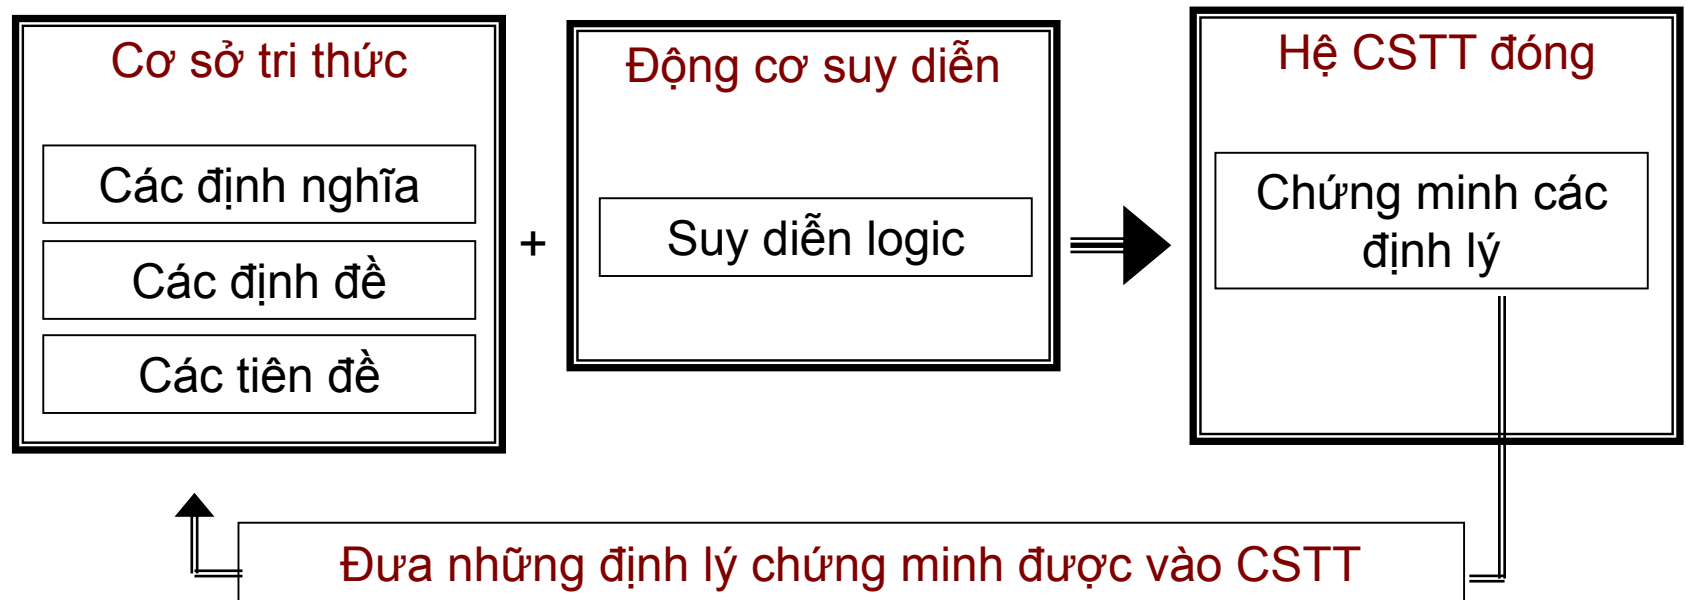 Cơ sở tri thức
Các định nghĩa
Các định đề
Các tiên đề
+
Động cơ suy diễn
Suy diễn logic
Hệ CSTT đóng
Chứng minh các
định lý
Đưa những định lý chứng minh được vào CSTT